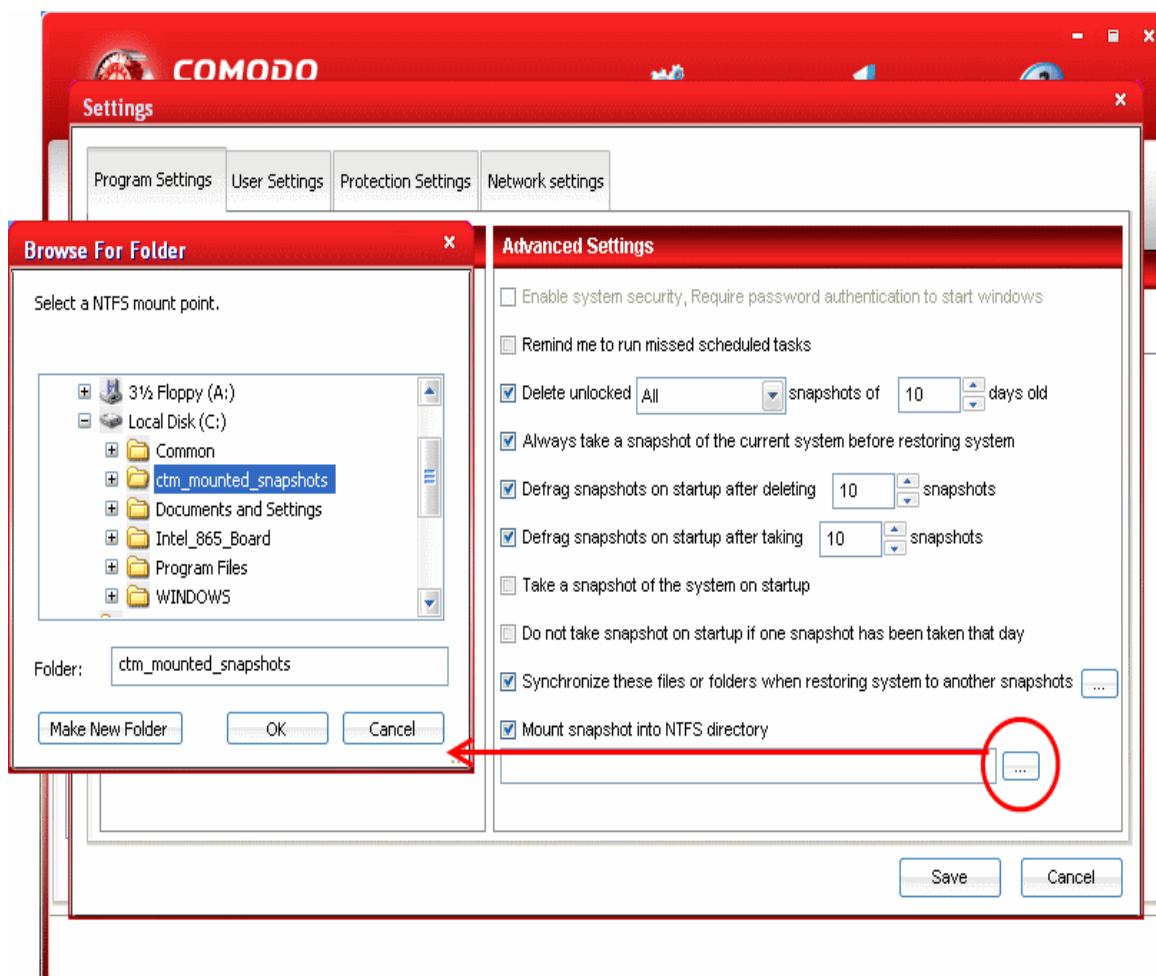 COMODO
Settings
Program Settings User Settings Protection Settings Network settings
Browse For Folder
Select a NTFS mount point.
3½ Floppy (A:)
Local Disk (C:)
Common
ctm_mounted_snapshots
Documents and Settings
Intel_865_Board
Program Files
WINDOWS
Folder: ctm_mounted_snapshots
Make New Folder OK Cancel
Advanced Settings
Enable system security, Require password authentication to start windows
Remind me to run missed scheduled tasks
Delete unlocked All snapshots of 10 days old
Always take a snapshot of the current system before restoring system
Defrag snapshots on startup after deleting 10 snapshots
Defrag snapshots on startup after taking 10 snapshots
Take a snapshot of the system on startup
Do not take snapshot on startup if one snapshot has been taken that day
Synchronize these files or folders when restoring system to another snapshots ...
Mount snapshot into NTFS directory
...
Save Cancel